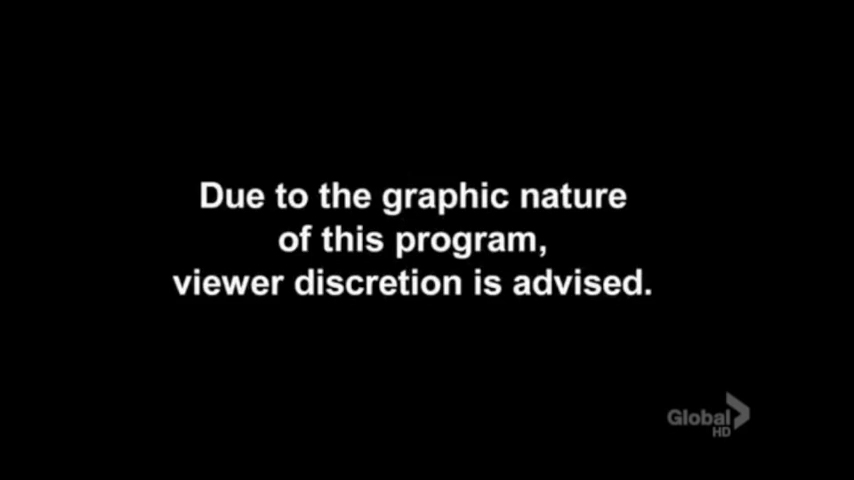 Due to the graphic nature
of this program,
viewer discretion is advised.
Global
HD